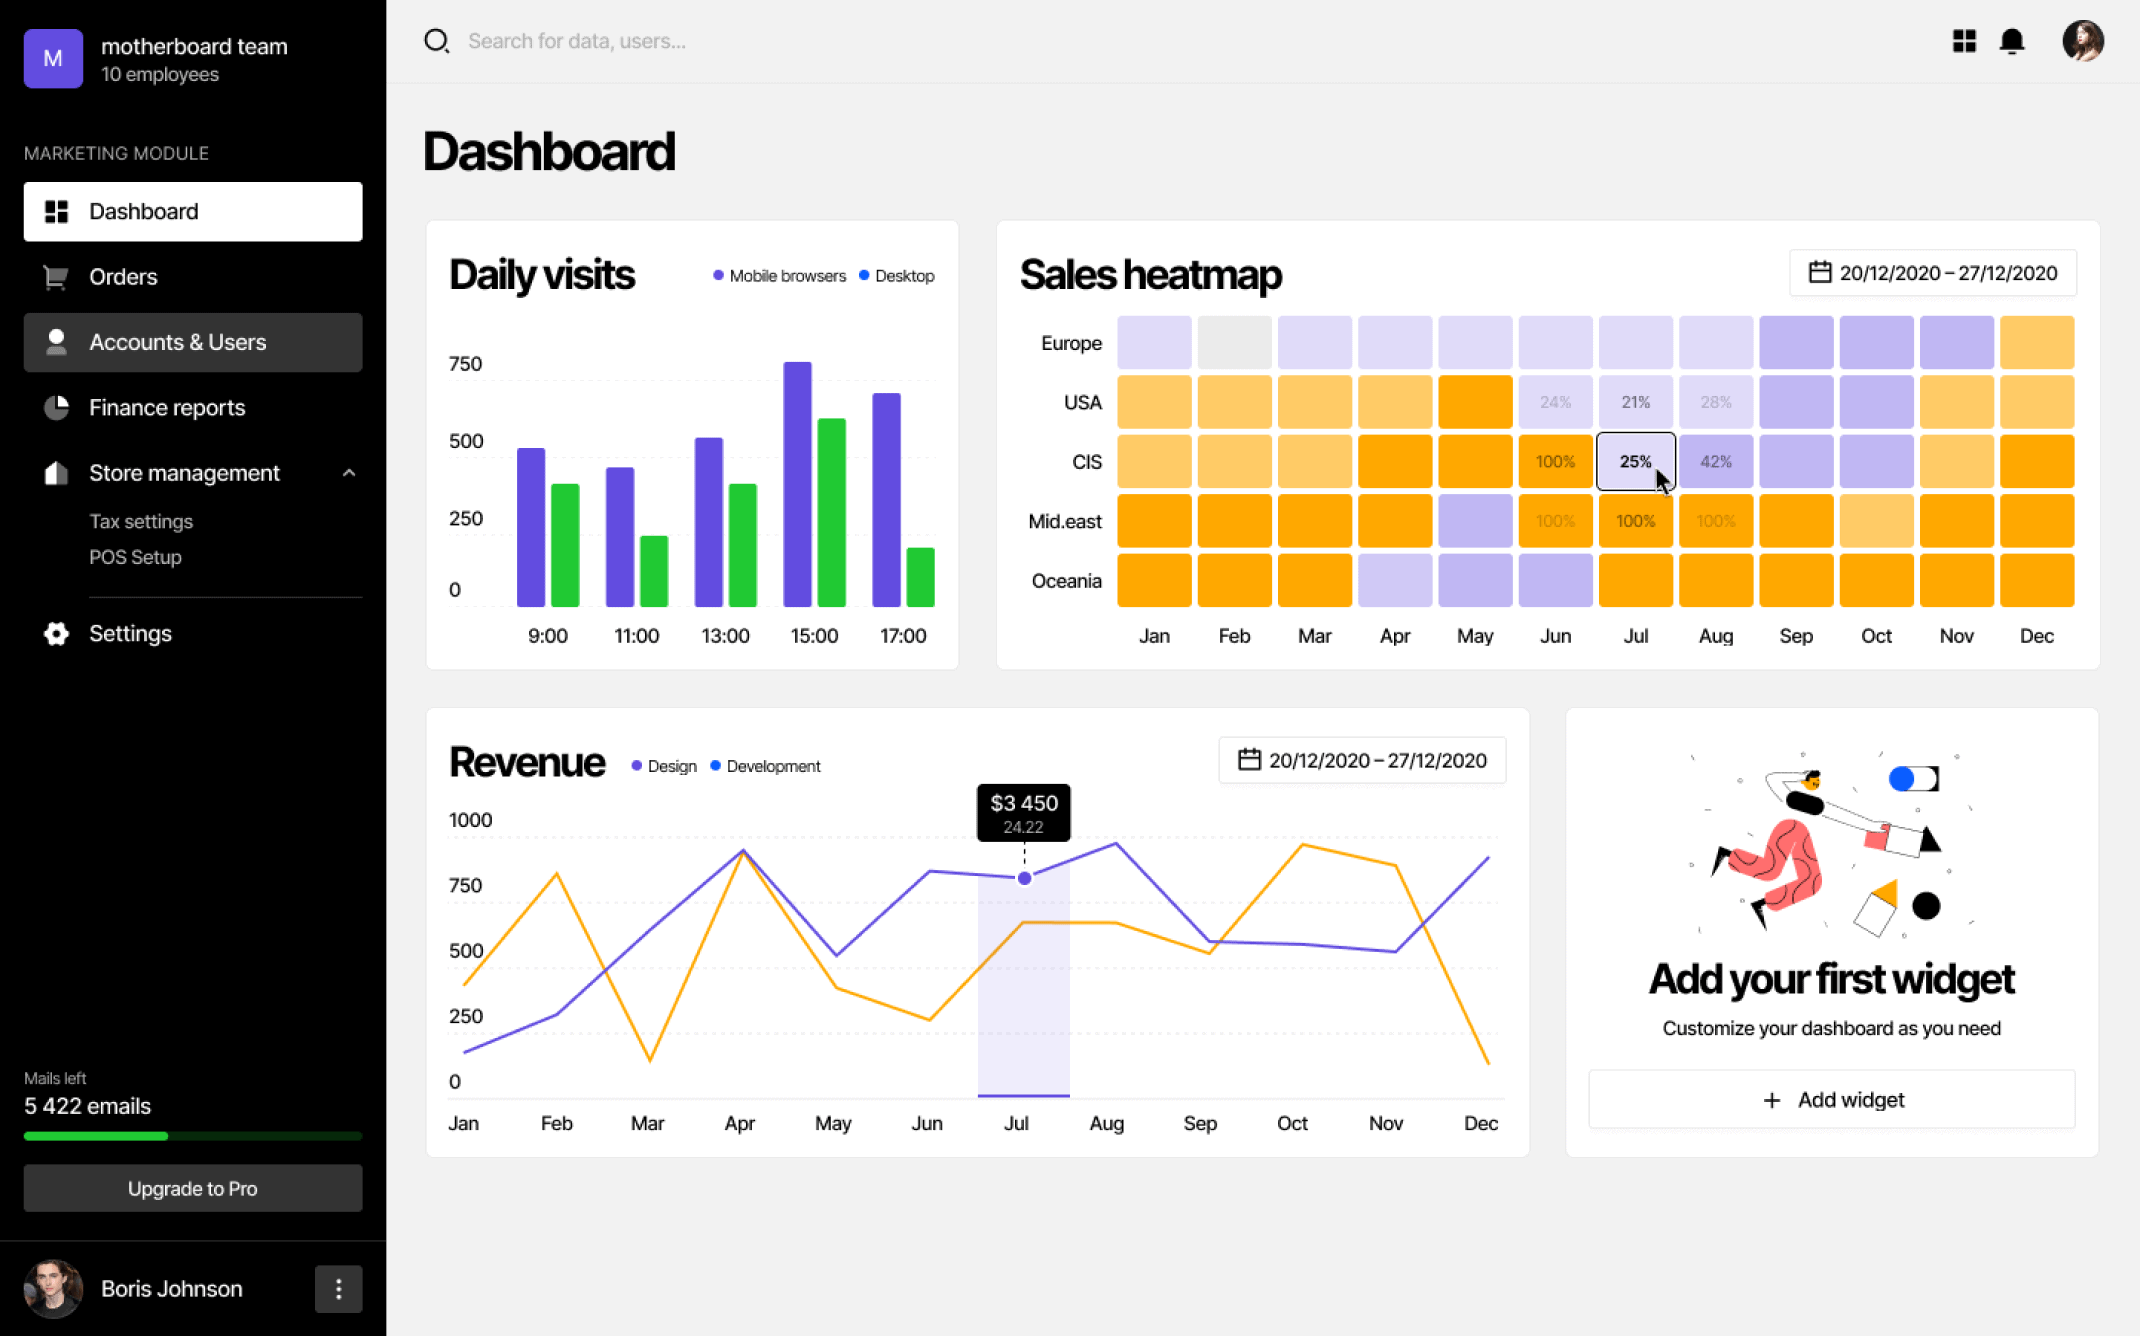 M
motherboard team
10 employees
MARKETING MODULE
Dashboard
Orders
Accounts & Users
Finance reports
Store management
Tax settings
POS Setup
Settings
Mails left
5 422 emails
Upgrade to Pro
Boris Johnson
Search for data, users...
Dashboard
Daily visits
Mobile browsers
Desktop
750
500
250
0
9:00 11:00 13:00 15:00 17:00
Sales heatmap
20/12/2020 – 27/12/2020
Europe
USA 24% 21% 28%
CIS 100% 25% 42%
Mid.east 100% 100% 100%
Oceania
Jan Feb Mar Apr May Jun Jul Aug Sep Oct Nov Dec
Revenue
Design
Development
20/12/2020 – 27/12/2020
$3 450
24.22
1000
750
500
250
0
Jan Feb Mar Apr May Jun Jul Aug Sep Oct Nov Dec
Add your first widget
Customize your dashboard as you need
+ Add widget